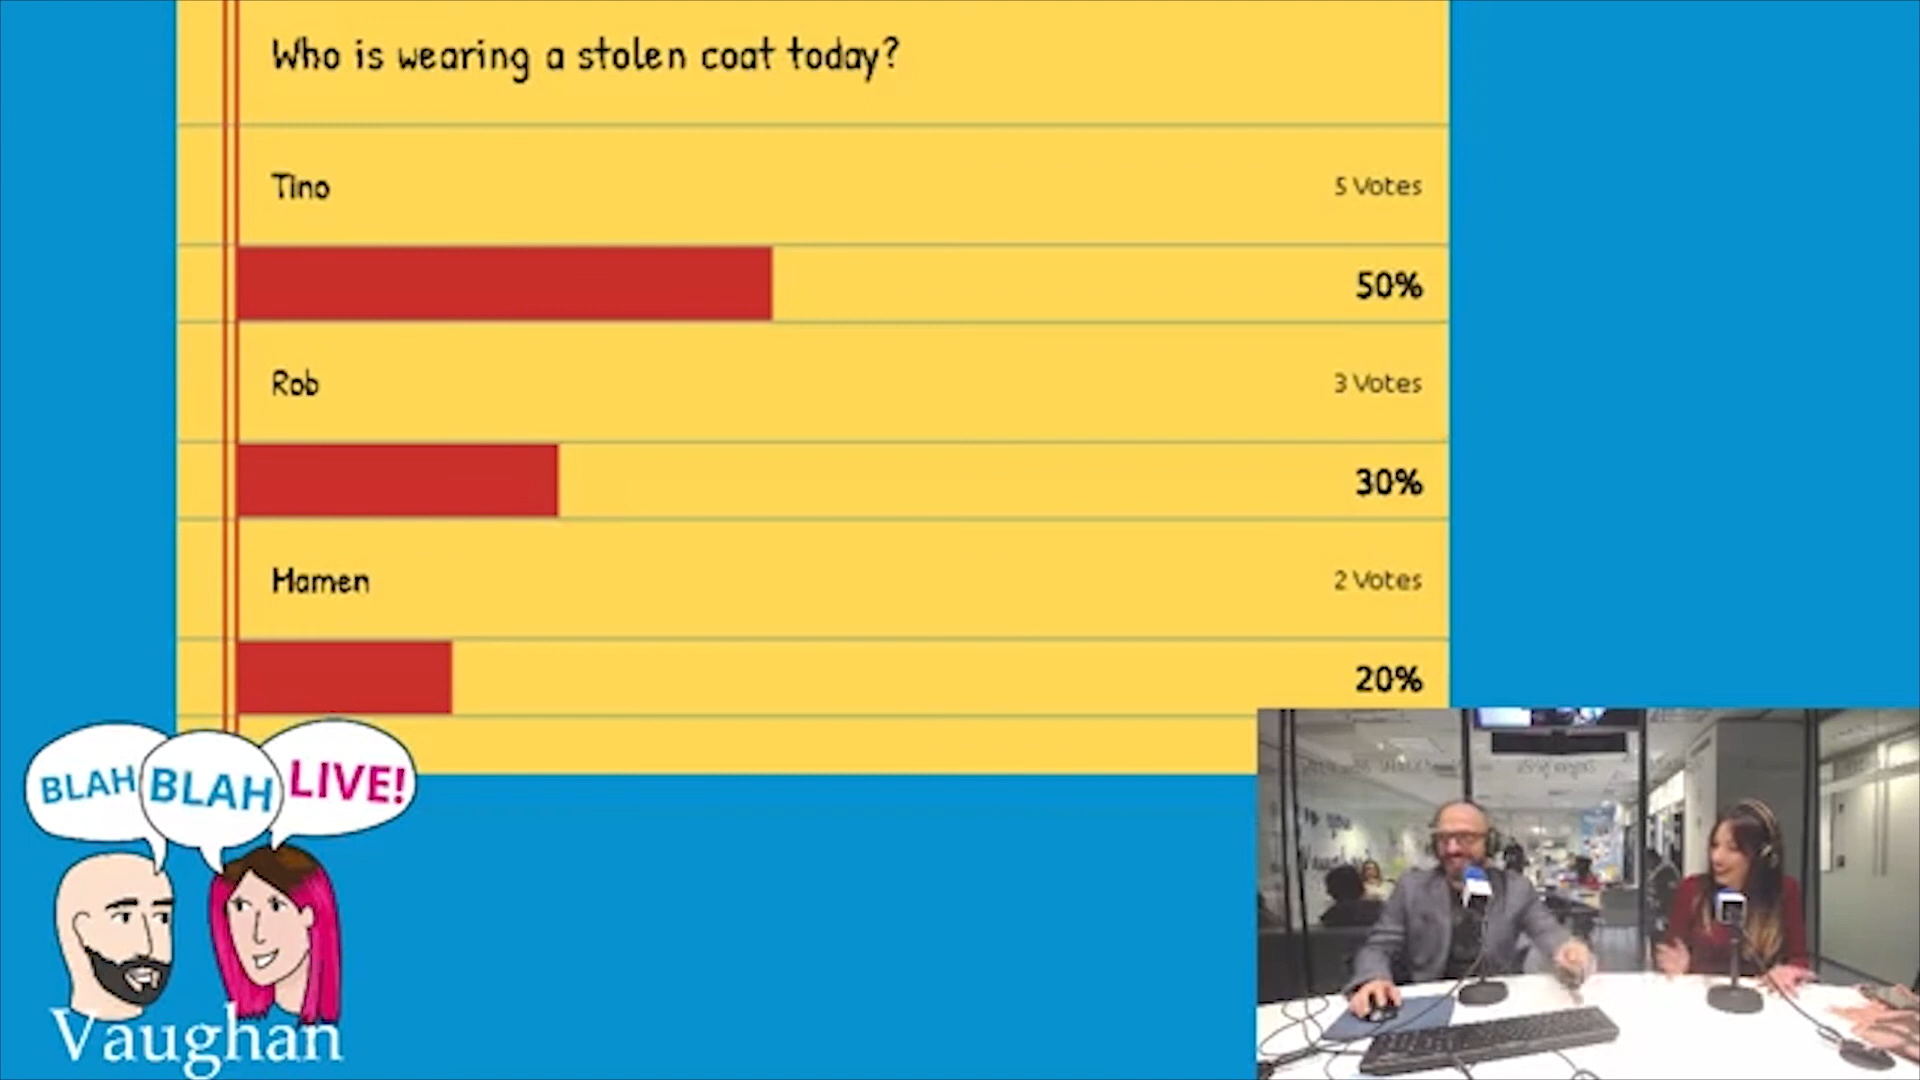 Who is wearing a stolen coat today?
Tino
5 Votes
50%
Rob
3 Votes
30%
Mamen
2 Votes
20%
BLAH BLAH LIVE!
Vaughan